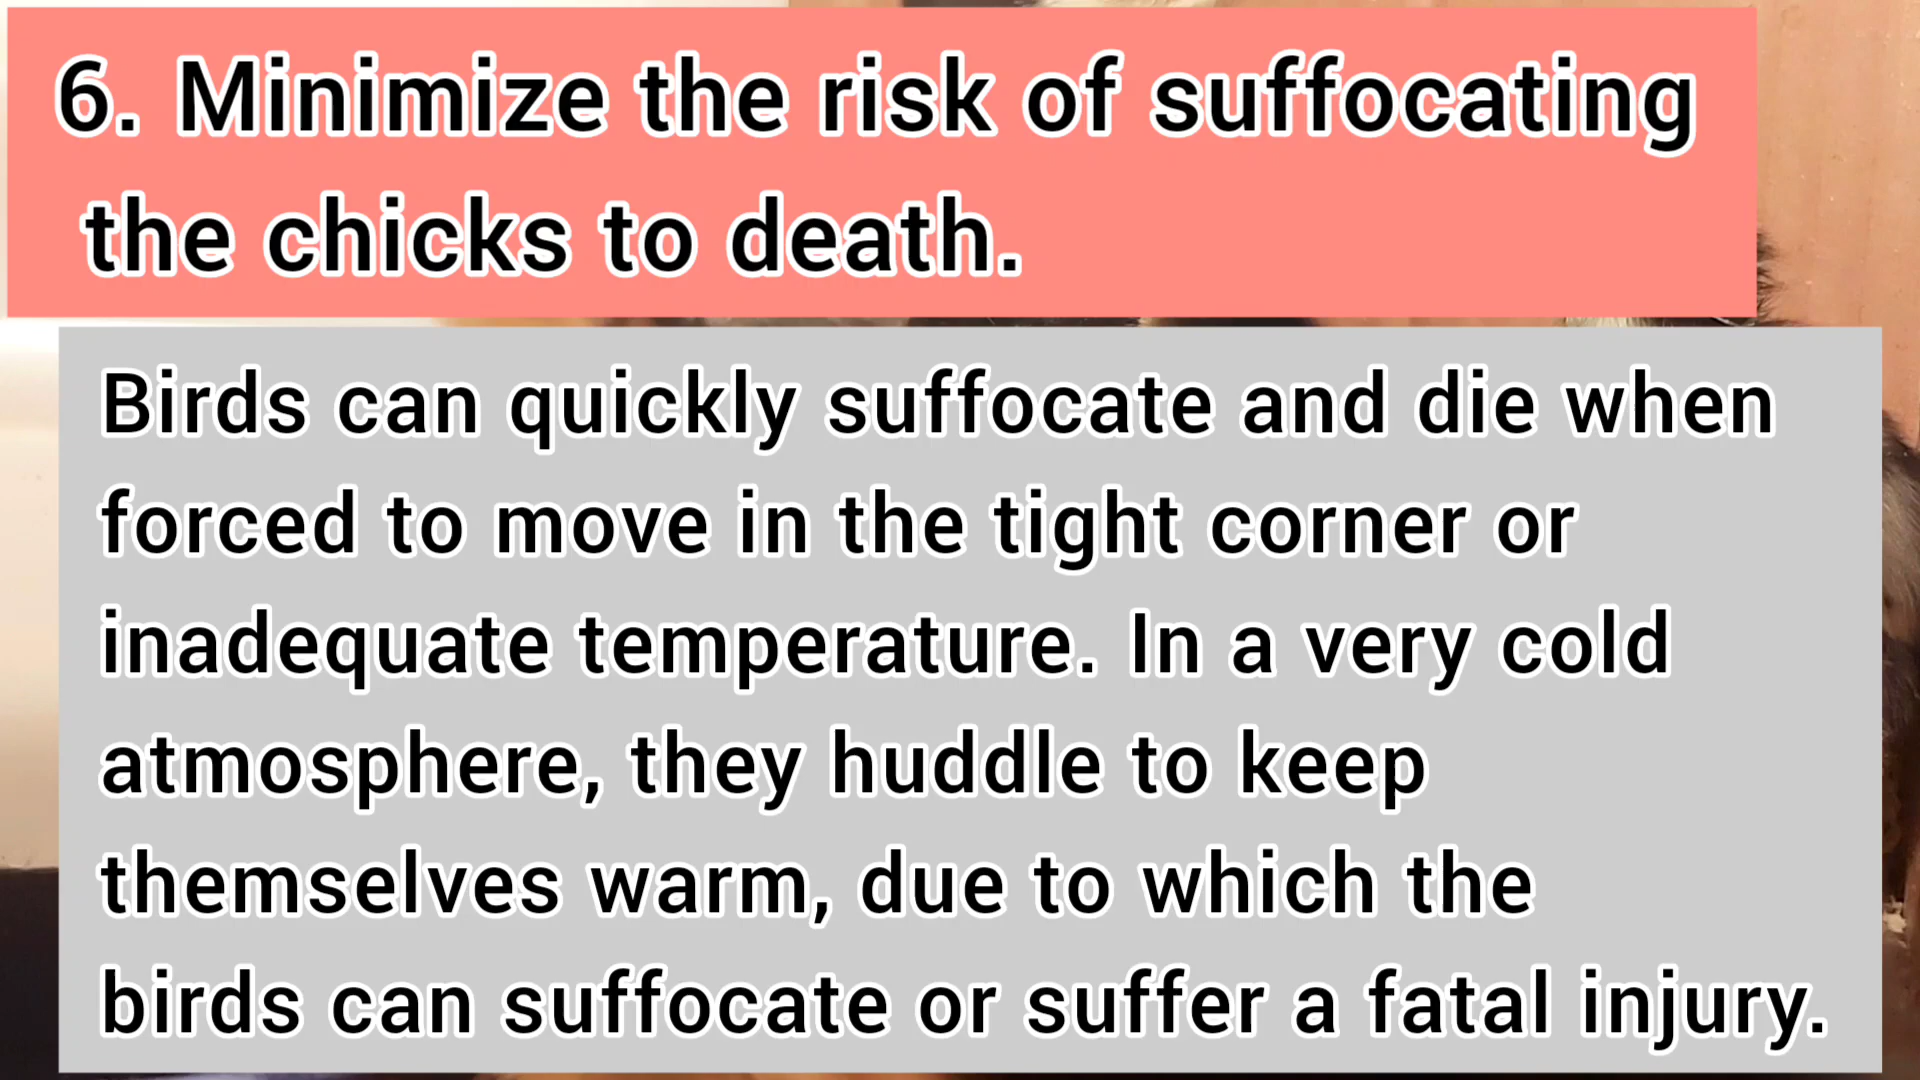 6. Minimize the risk of suffocating
the chicks to death.
Birds can quickly suffocate and die when
forced to move in the tight corner or
inadequate temperature. In a very cold
atmosphere, they huddle to keep
themselves warm, due to which the
birds can suffocate or suffer a fatal injury.